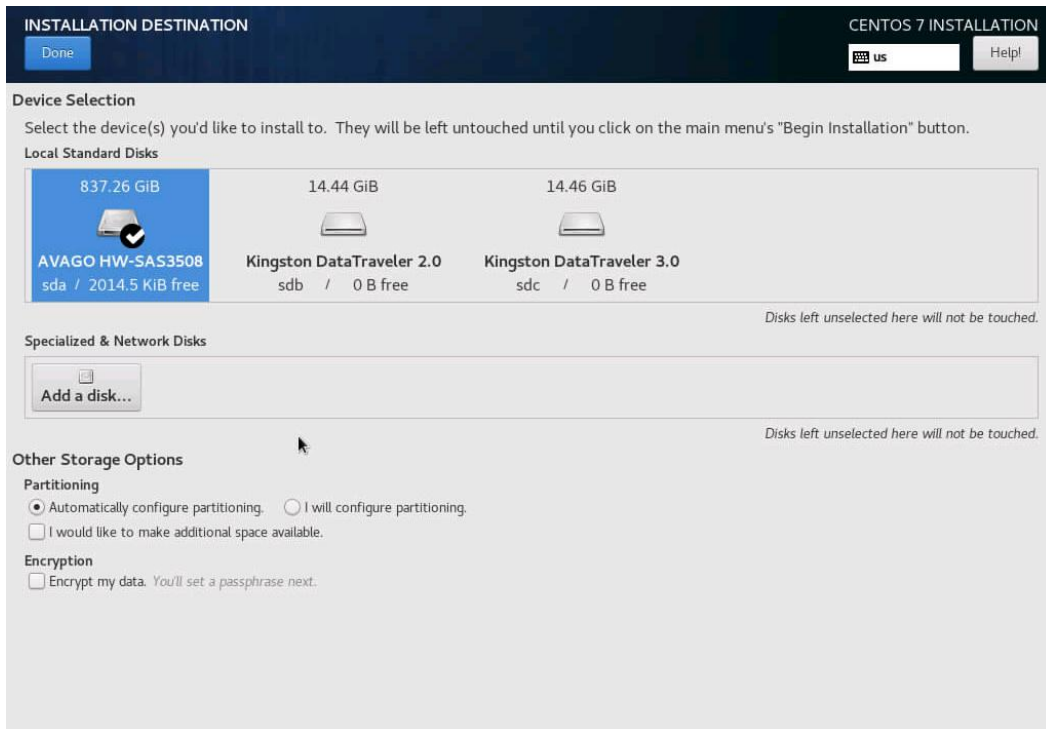 INSTALLATION DESTINATION
CENTOS 7 INSTALLATION
Done
us
Help!
Device Selection
Select the device(s) you'd like to install to. They will be left untouched until you click on the main menu's "Begin Installation" button.
Local Standard Disks
837.26 GiB
AVAGO HW-SAS3508
sda / 2014.5 KiB free
14.44 GiB
Kingston DataTraveler 2.0
sdb / 0 B free
14.46 GiB
Kingston DataTraveler 3.0
sdc / 0 B free
Disks left unselected here will not be touched.
Specialized & Network Disks
Add a disk...
Disks left unselected here will not be touched.
Other Storage Options
Partitioning
Automatically configure partitioning. I will configure partitioning.
I would like to make additional space available.
Encryption
Encrypt my data. You'll set a passphrase next.